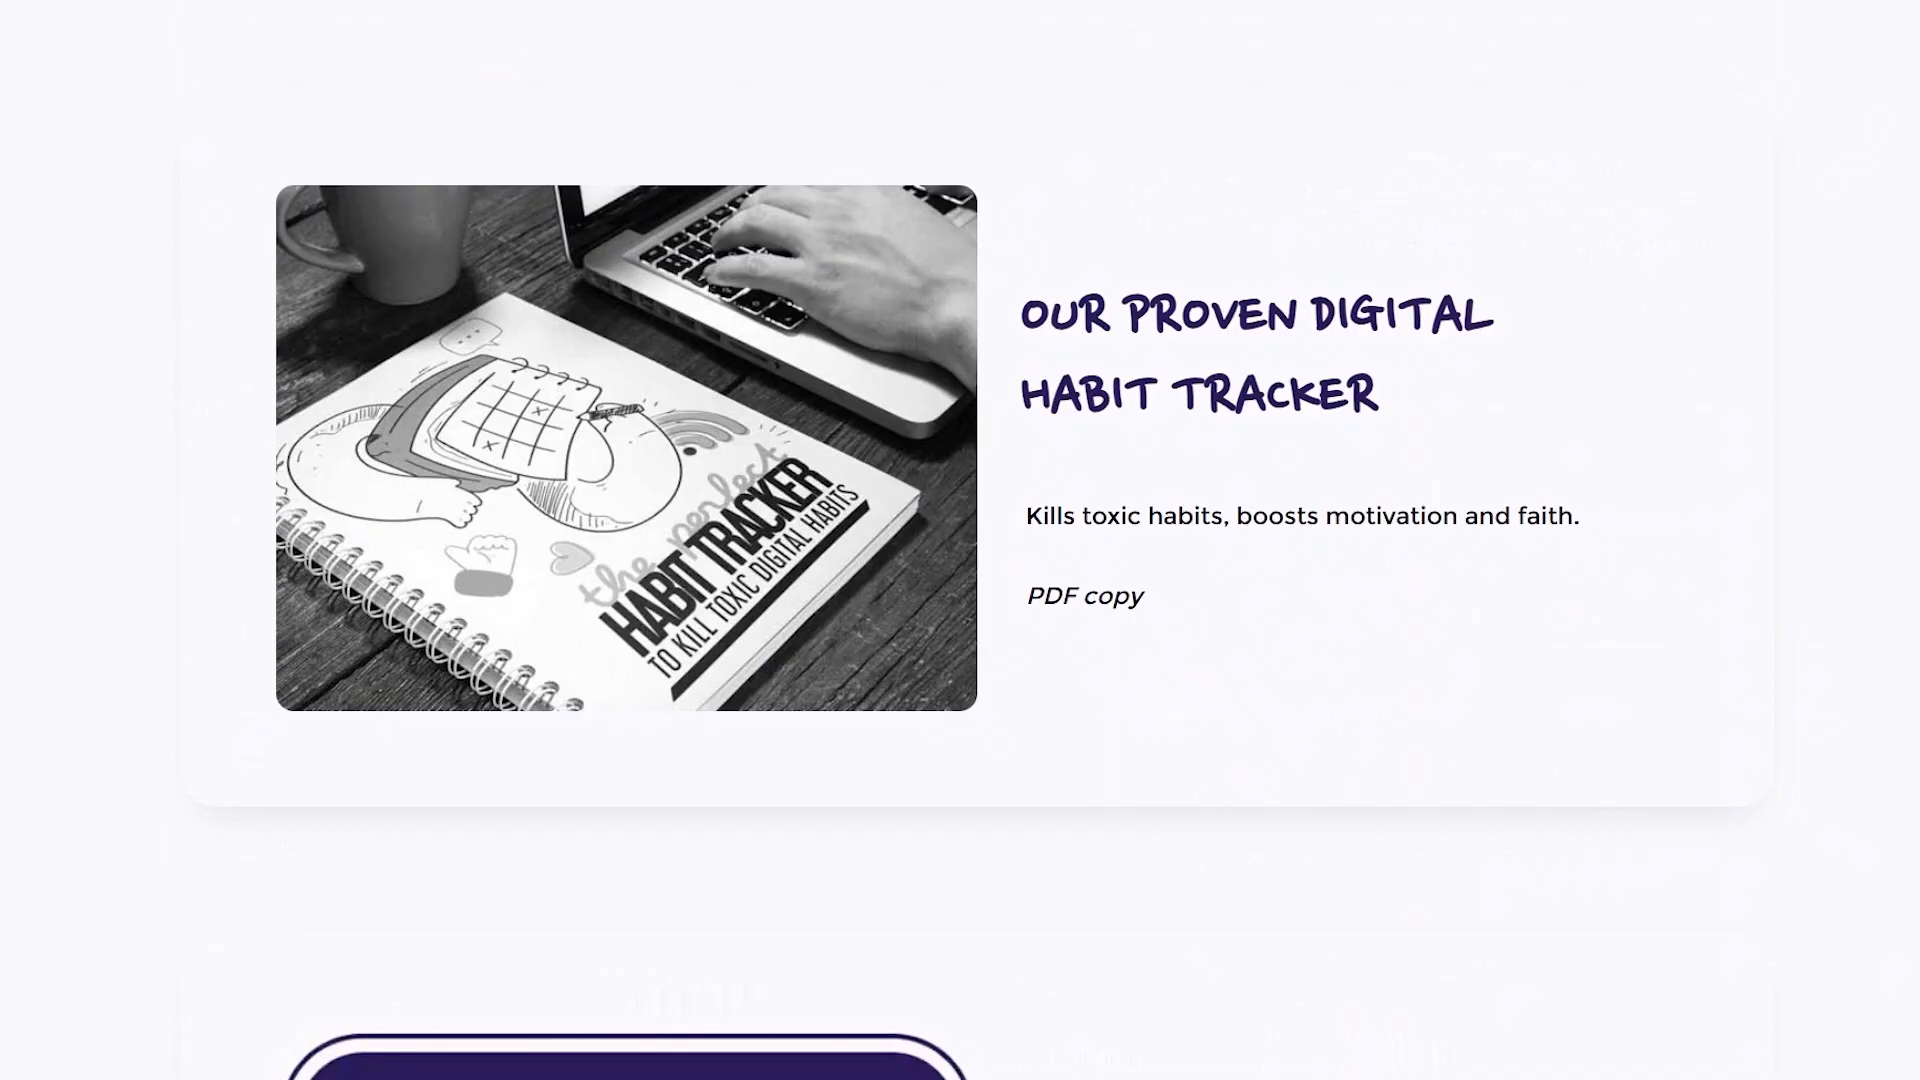 OUR PROVEN DIGITAL
HABIT TRACKER
Kills toxic habits, boosts motivation and faith.
PDF copy
the perfect
HABIT TRACKER
TO KILL TOXIC DIGITAL HABITS